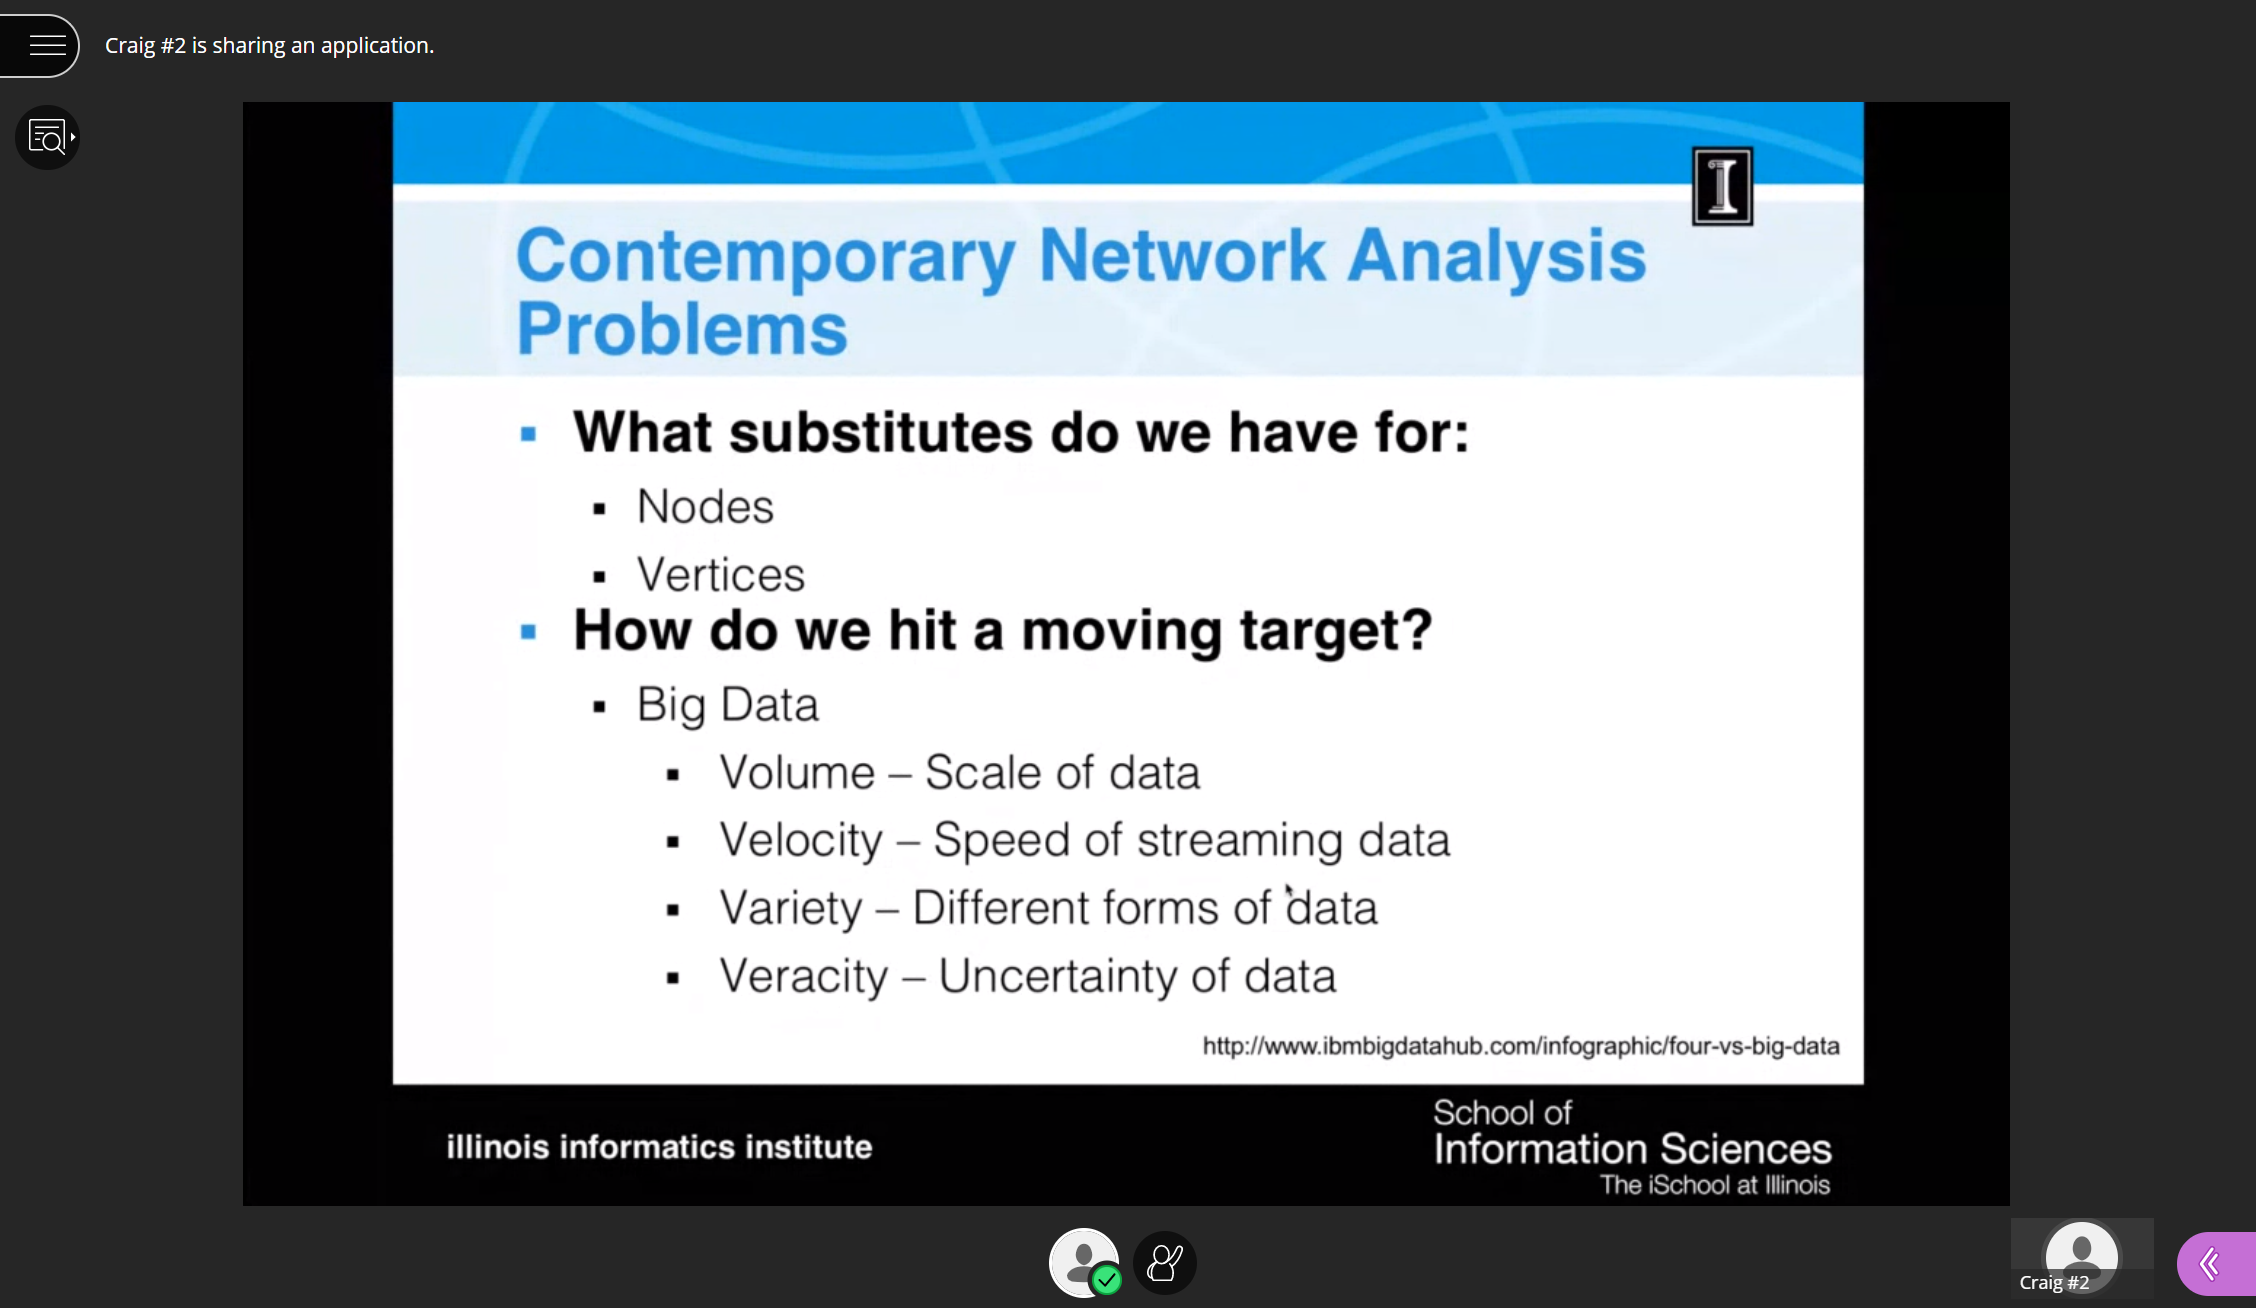 Craig #2 is sharing an application.
Contemporary Network Analysis
Problems
What substitutes do we have for:
Nodes
Vertices
How do we hit a moving target?
Big Data
Volume – Scale of data
Velocity – Speed of streaming data
Variety – Different forms of data
Veracity – Uncertainty of data
http://www.ibmbigdatahub.com/infographic/four-vs-big-data
illinois informatics institute
School of
Information Sciences
The iSchool at Illinois
Craig #2